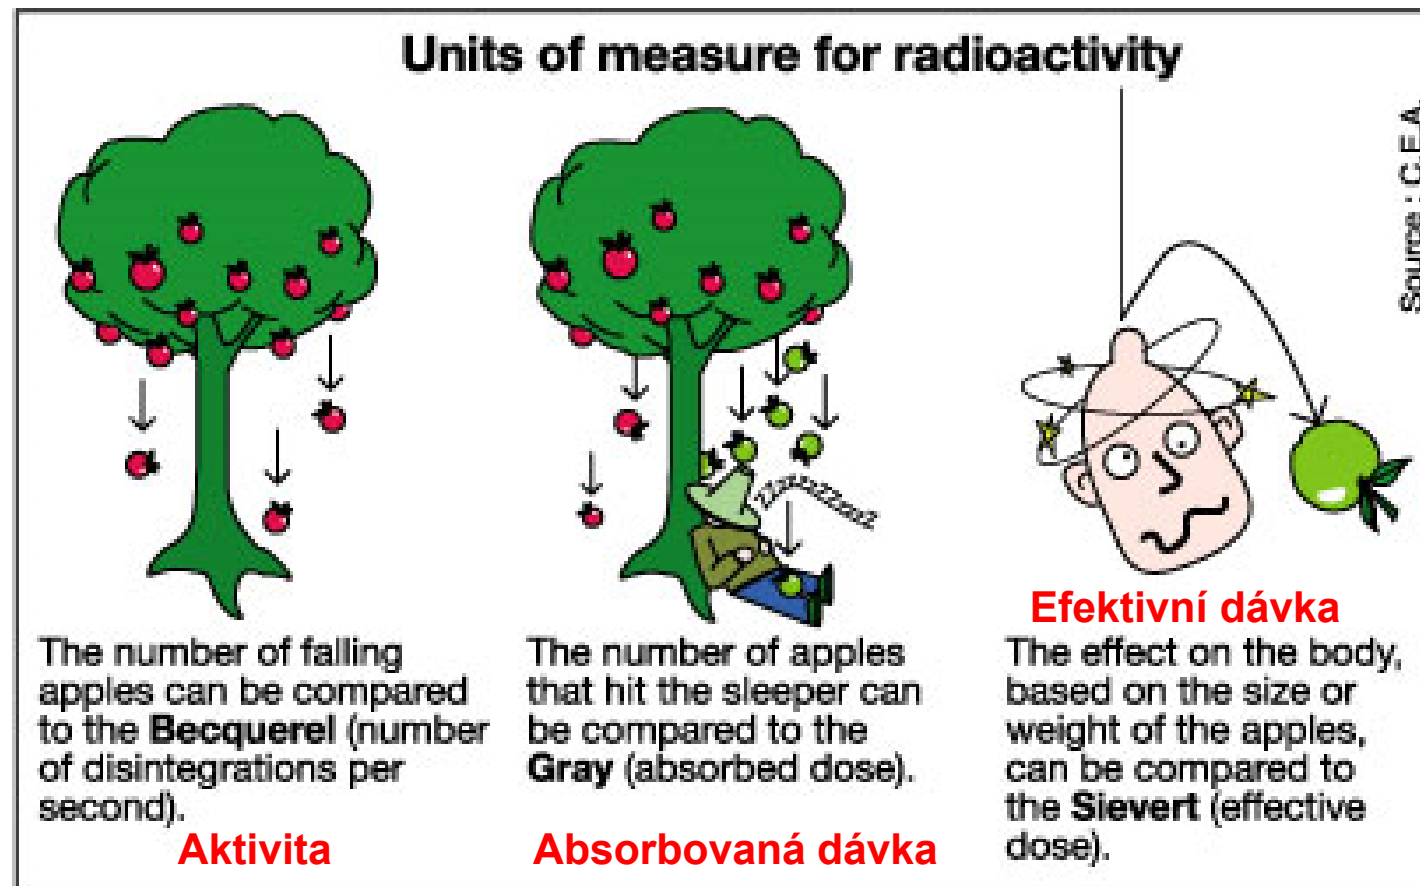 Units of measure for radioactivity
Source : C.E.A.
zzzzzzzzzzz
The number of falling
apples can be compared
to the Becquerel (number
of disintegrations per
second).
Aktivita
The number of apples
that hit the sleeper can
be compared to the
Gray (absorbed dose).
Absorbovaná dávka
Efektivní dávka
The effect on the body,
based on the size or
weight of the apples,
can be compared to
the Sievert (effective
dose).